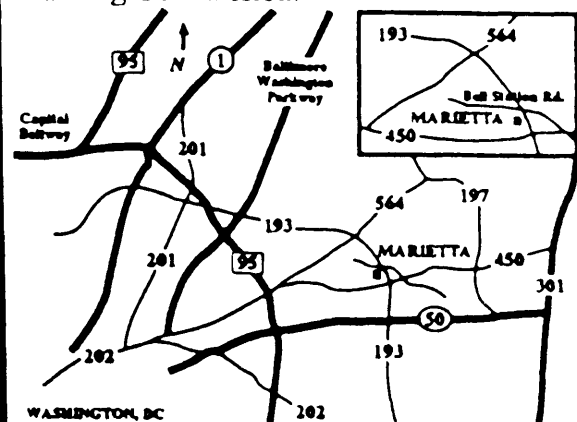 193
564
Bell Station Rd.
MARIETTA
450
95
N
1
Baltimore
Washington
Parkway
Capital
Beltway
201
193
564
197
MARIETTA
95
450
201
301
50
202
193
202
WASHINGTON, DC